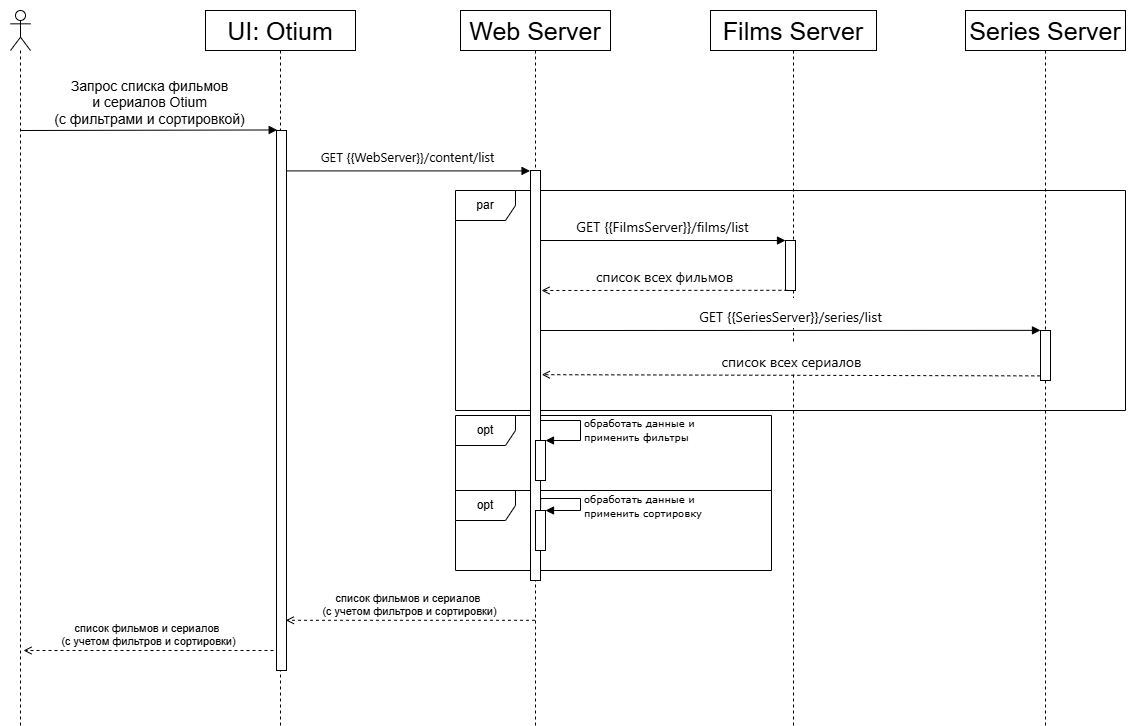 UI: Otium
Web Server
Films Server
Series Server
Запрос списка фильмов
и сериалов Otium
(с фильтрами и сортировкой)
GET {{WebServer}}/content/list
par
GET {{FilmsServer}}/films/list
список всех фильмов
GET {{SeriesServer}}/series/list
список всех сериалов
opt
обработать данные и
применить фильтры
opt
обработать данные и
применить сортировку
список фильмов и сериалов
(с учетом фильтров и сортировки)
список фильмов и сериалов
(с учетом фильтров и сортировки)